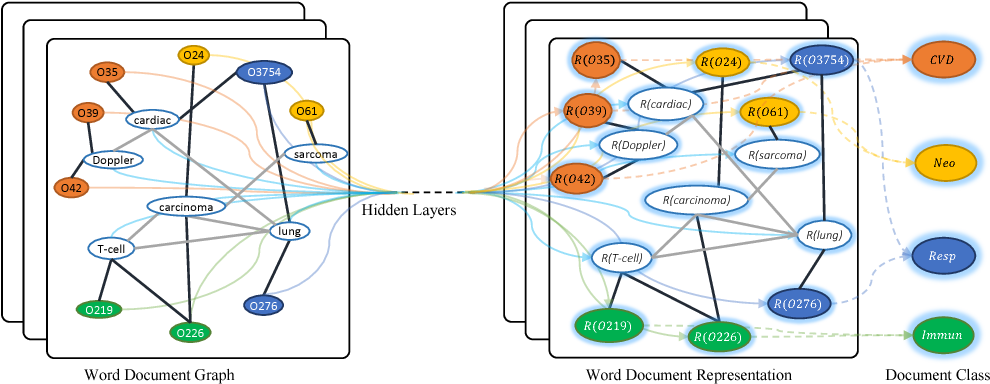 O24
O35
O3754
O39
O61
cardiac
Doppler
sarcoma
O42
carcinoma
lung
T-cell
O219
O276
O226
Word Document Graph
Hidden Layers
R(O35)
R(O24)
R(O3754)
R(O39)
R(cardiac)
R(O61)
R(Doppler)
R(sarcoma)
R(O42)
R(carcinoma)
R(lung)
R(T-cell)
R(O276)
R(O219)
R(O226)
Word Document Representation
CVD
Neo
Resp
Immun
Document Class